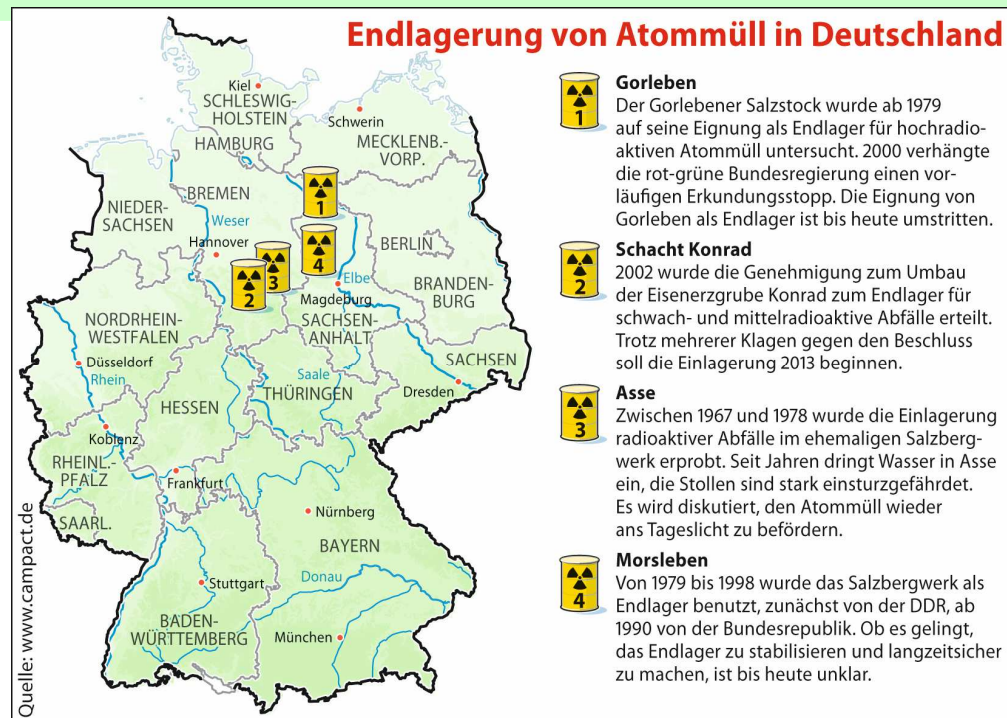 Endlagerung von Atommüll in Deutschland
Kiel
SCHLESWIG-
HOLSTEIN
Schwerin
HAMBURG
MECKLENB.-
VORP.
BREMEN
1
NIEDER-
SACHSEN
Weser
Hannover
BERLIN
4
3
2
Elbe
Magdeburg
BRANDEN-
BURG
NORDRHEIN-
WESTFALEN
SACHSEN-
ANHALT
Düsseldorf
Rhein
SACHSEN
Saale
THÜRINGEN
Dresden
HESSEN
Koblenz
RHEINL.-
PFALZ
Frankfurt
SAARL.
Nürnberg
BAYERN
Donau
Stuttgart
BADEN-
WÜRTTEMBERG
München
Quelle: www.campact.de
1
Gorleben
Der Gorlebener Salzstock wurde ab 1979
auf seine Eignung als Endlager für hochradio-
aktiven Atommüll untersucht. 2000 verhängte
die rot-grüne Bundesregierung einen vor-
läufigen Erkundungsstopp. Die Eignung von
Gorleben als Endlager ist bis heute umstritten.
2
Schacht Konrad
2002 wurde die Genehmigung zum Umbau
der Eisenerzgrube Konrad zum Endlager für
schwach- und mittelradioaktive Abfälle erteilt.
Trotz mehrerer Klagen gegen den Beschluss
soll die Einlagerung 2013 beginnen.
3
Asse
Zwischen 1967 und 1978 wurde die Einlagerung
radioaktiver Abfälle im ehemaligen Salzberg-
werk erprobt. Seit Jahren dringt Wasser in Asse
ein, die Stollen sind stark einsturzgefährdet.
Es wird diskutiert, den Atommüll wieder
ans Tageslicht zu befördern.
4
Morsleben
Von 1979 bis 1998 wurde das Salzbergwerk als
Endlager benutzt, zunächst von der DDR, ab
1990 von der Bundesrepublik. Ob es gelingt,
das Endlager zu stabilisieren und langzeitsicher
zu machen, ist bis heute unklar.